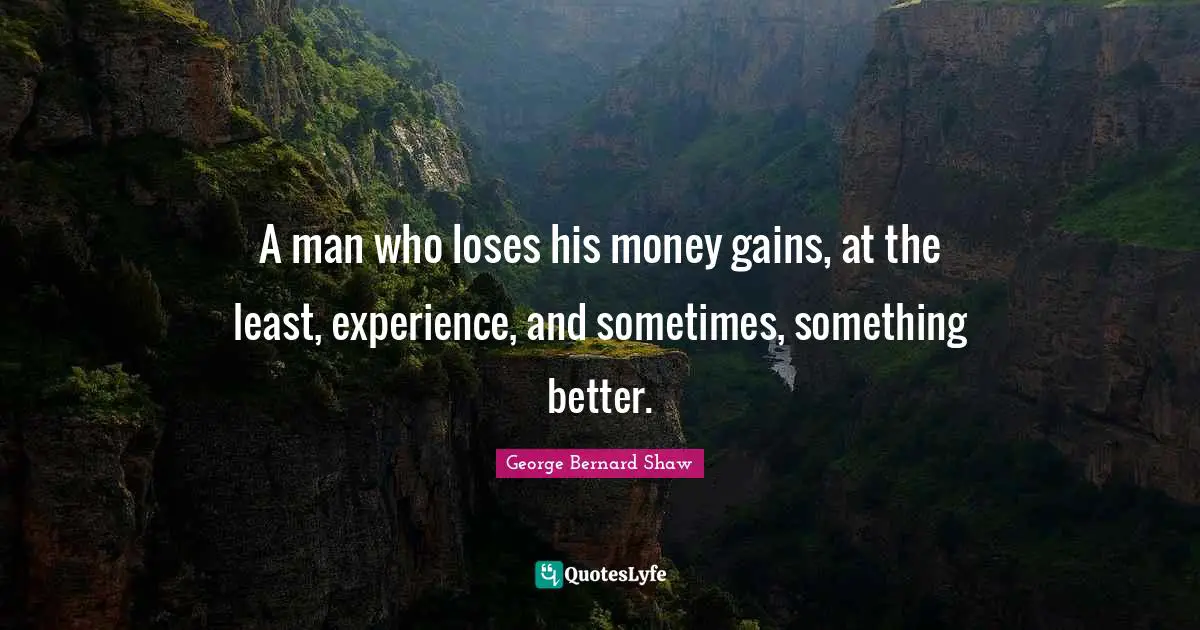 A man who loses his money gains, at the
least, experience, and sometimes, something
better.
George Bernard Shaw
QuotesLyfe